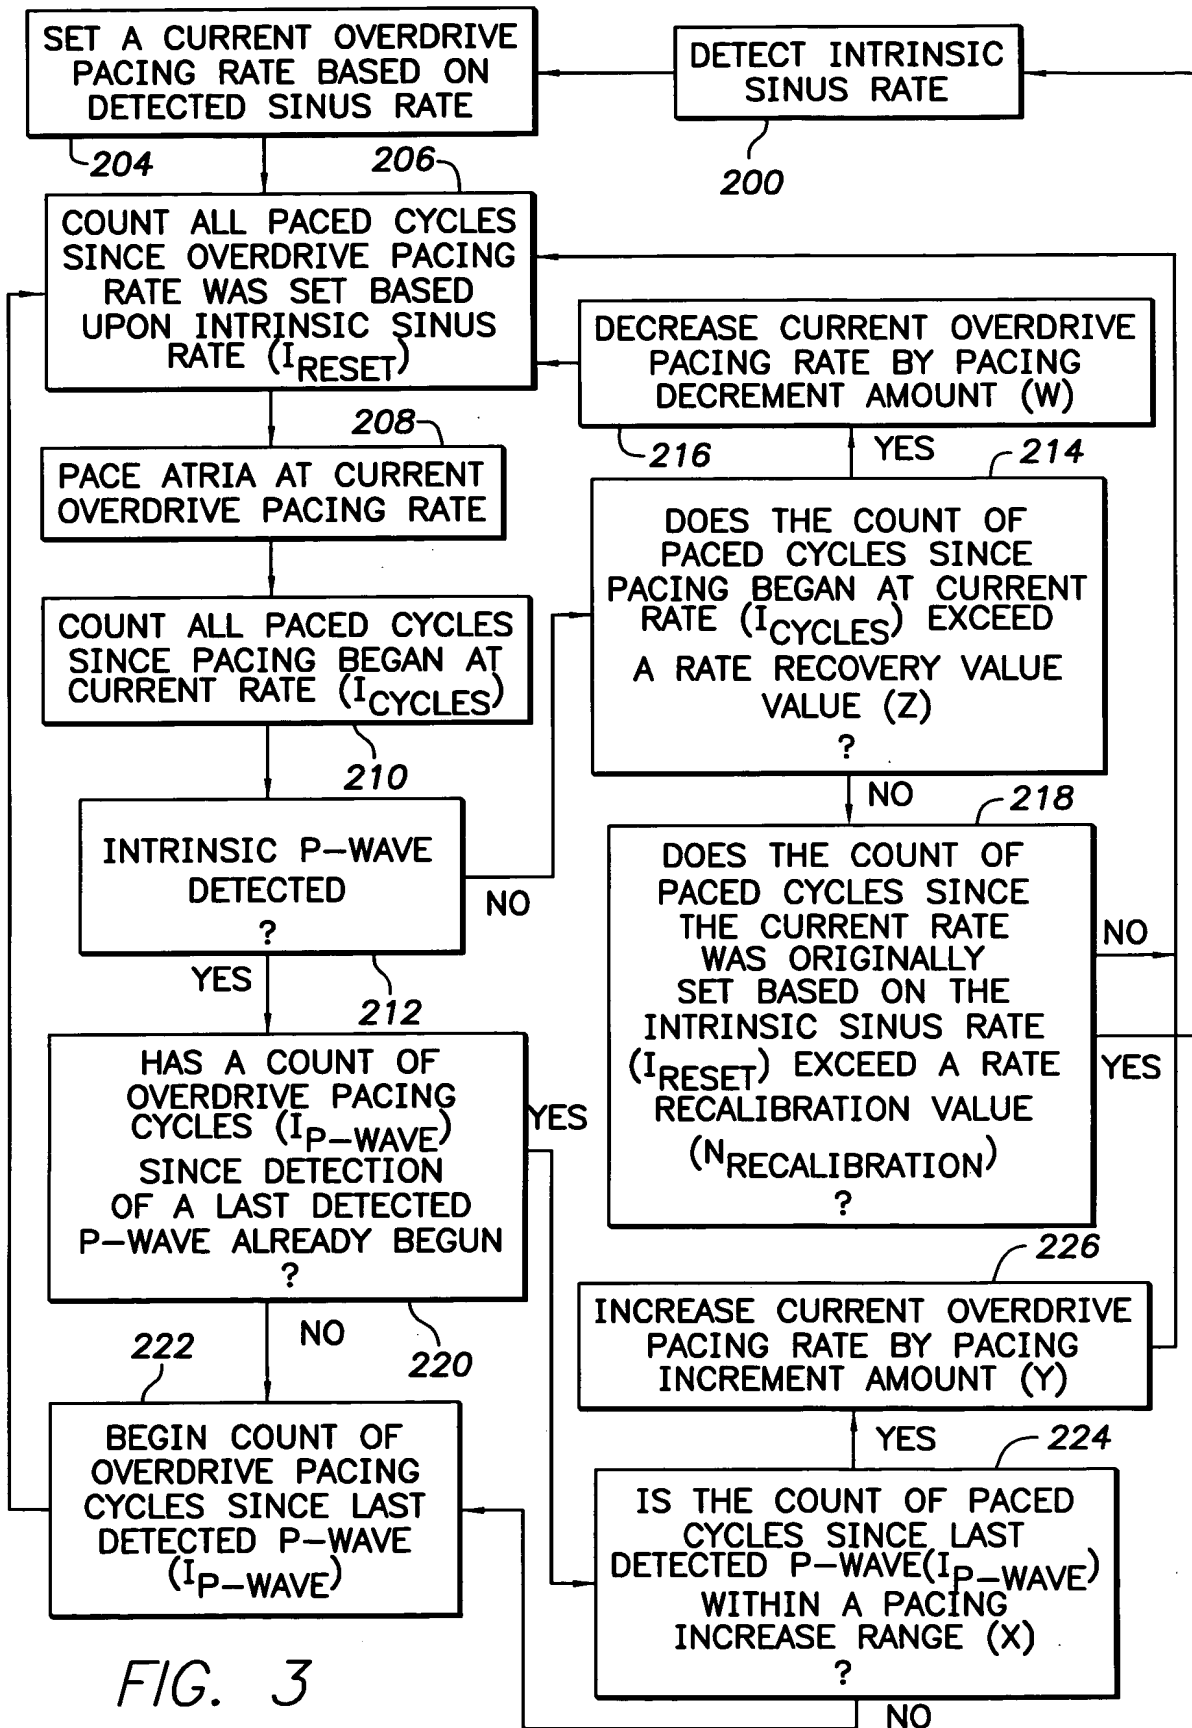 SET A CURRENT OVERDRIVE
PACING RATE BASED ON
DETECTED SINUS RATE
204
DETECT INTRINSIC
SINUS RATE
200
206
COUNT ALL PACED CYCLES
SINCE OVERDRIVE PACING
RATE WAS SET BASED
UPON INTRINSIC SINUS
RATE (I_RESET)
DECREASE CURRENT OVERDRIVE
PACING RATE BY PACING
DECREMENT AMOUNT (W)
216
YES
214
208
PACE ATRIA AT CURRENT
OVERDRIVE PACING RATE
DOES THE COUNT OF
PACED CYCLES SINCE
PACING BEGAN AT CURRENT
RATE (I_CYCLES) EXCEED
A RATE RECOVERY VALUE
VALUE (Z)
?
NO
COUNT ALL PACED CYCLES
SINCE PACING BEGAN AT
CURRENT RATE (I_CYCLES)
210
INTRINSIC P-WAVE
DETECTED
?
NO
YES
212
218
DOES THE COUNT OF
PACED CYCLES SINCE
THE CURRENT RATE
WAS ORIGINALLY
SET BASED ON THE
INTRINSIC SINUS RATE
(I_RESET) EXCEED A RATE
RECALIBRATION VALUE
(N_RECALIBRATION)
?
NO
YES
HAS A COUNT OF
OVERDRIVE PACING
CYCLES (I_P-WAVE)
SINCE DETECTION
OF A LAST DETECTED
P-WAVE ALREADY BEGUN
?
YES
NO
220
226
INCREASE CURRENT OVERDRIVE
PACING RATE BY PACING
INCREMENT AMOUNT (Y)
YES
224
222
BEGIN COUNT OF
OVERDRIVE PACING
CYCLES SINCE LAST
DETECTED P-WAVE
(I_P-WAVE)
IS THE COUNT OF PACED
CYCLES SINCE LAST
DETECTED P-WAVE(I_P-WAVE)
WITHIN A PACING
INCREASE RANGE (X)
?
NO
FIG. 3